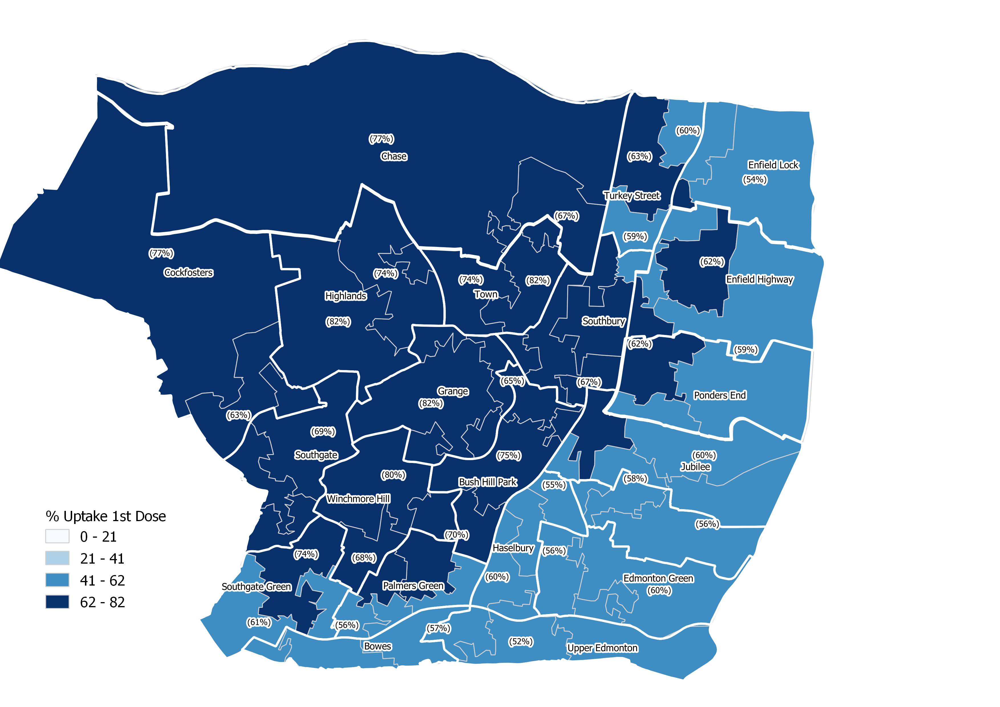 (77%)
Chase
(60%)
(63%)
Enfield Lock
(54%)
Turkey Street
(67%)
(59%)
(77%)
Cockfosters
(74%)
(74%)
(82%)
(62%)
Enfield Highway
Highlands
Town
(82%)
Southbury
(62%)
(59%)
(65%)
(67%)
Grange
(82%)
Ponders End
(63%)
(69%)
Southgate
(75%)
(60%)
Jubilee
(80%)
Bush Hill Park
(55%)
(58%)
Winchmore Hill
(56%)
(70%)
Haselbury
(56%)
(74%)
(68%)
(60%)
Edmonton Green
(60%)
Southgate Green
Palmers Green
(61%)
(56%)
(57%)
(52%)
Bowes
Upper Edmonton
% Uptake 1st Dose
0 - 21
21 - 41
41 - 62
62 - 82